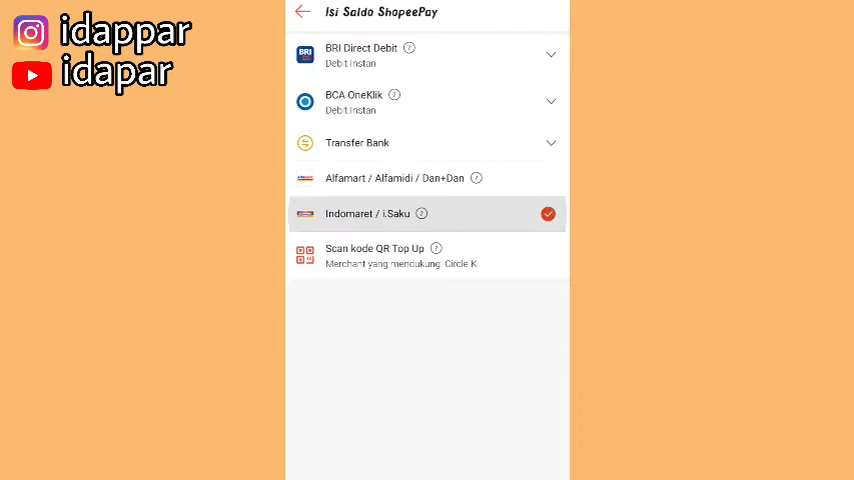 idappar
idapar
Isi Saldo ShopeePay
BRI Direct Debit
Debit Instan
BCA OneKlik
Debit Instan
Transfer Bank
Alfamart / Alfamidi / Dan+Dan
Indomaret / i.Saku
Scan kode QR Top Up
Merchant yang mendukung: Circle K